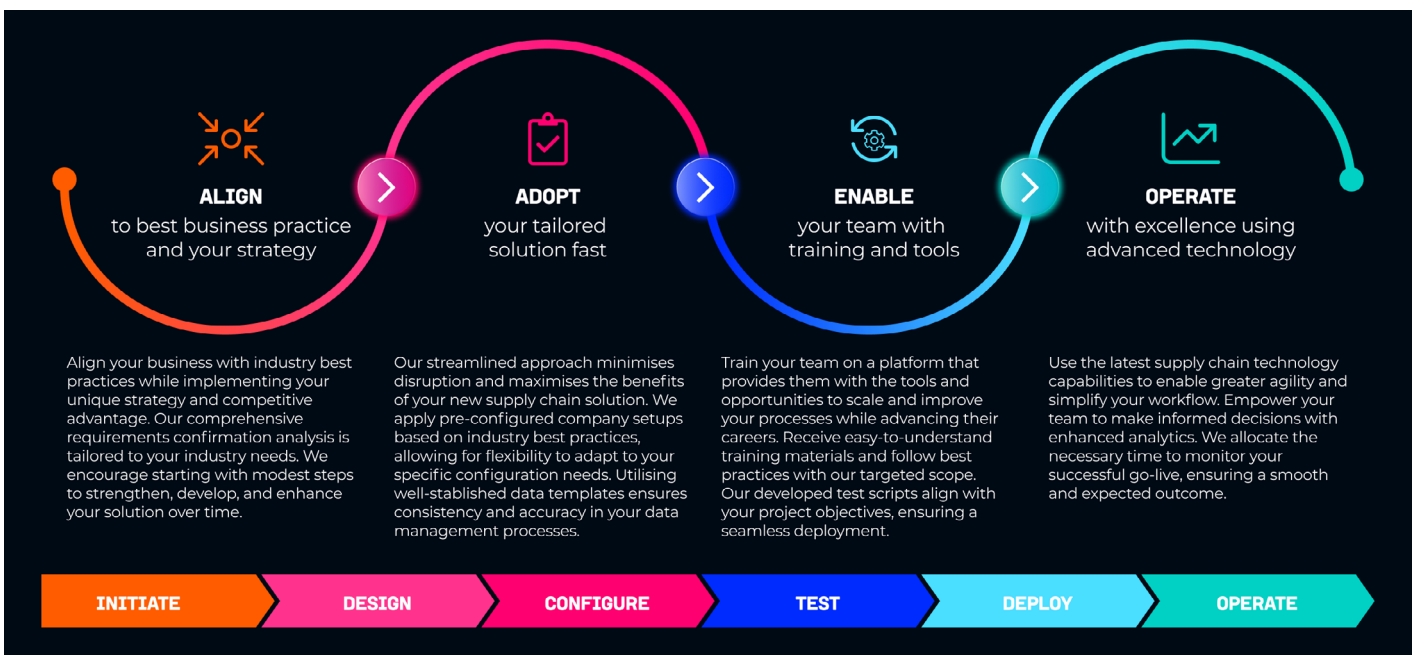 ALIGN
to best business practice
and your strategy
ADOPT
your tailored
solution fast
ENABLE
your team with
training and tools
OPERATE
with excellence using
advanced technology
Align your business with industry best
practices while implementing your
unique strategy and competitive
advantage. Our comprehensive
requirements confirmation analysis is
tailored to your industry needs. We
encourage starting with modest steps
to strengthen, develop, and enhance
your solution over time.
Our streamlined approach minimises
disruption and maximises the benefits
of your new supply chain solution. We
apply pre-configured company setups
based on industry best practices,
allowing for flexibility to adapt to your
specific configuration needs. Utilising
well-stablished data templates ensures
consistency and accuracy in your data
management processes.
Train your team on a platform that
provides them with the tools and
opportunities to scale and improve
your processes while advancing their
careers. Receive easy-to-understand
training materials and follow best
practices with our targeted scope.
Our developed test scripts align with
your project objectives, ensuring a
seamless deployment.
Use the latest supply chain technology
capabilities to enable greater agility and
simplify your workflow. Empower your
team to make informed decisions with
enhanced analytics. We allocate the
necessary time to monitor your
successful go-live, ensuring a smooth
and expected outcome.
INITIATE
DESIGN
CONFIGURE
TEST
DEPLOY
OPERATE